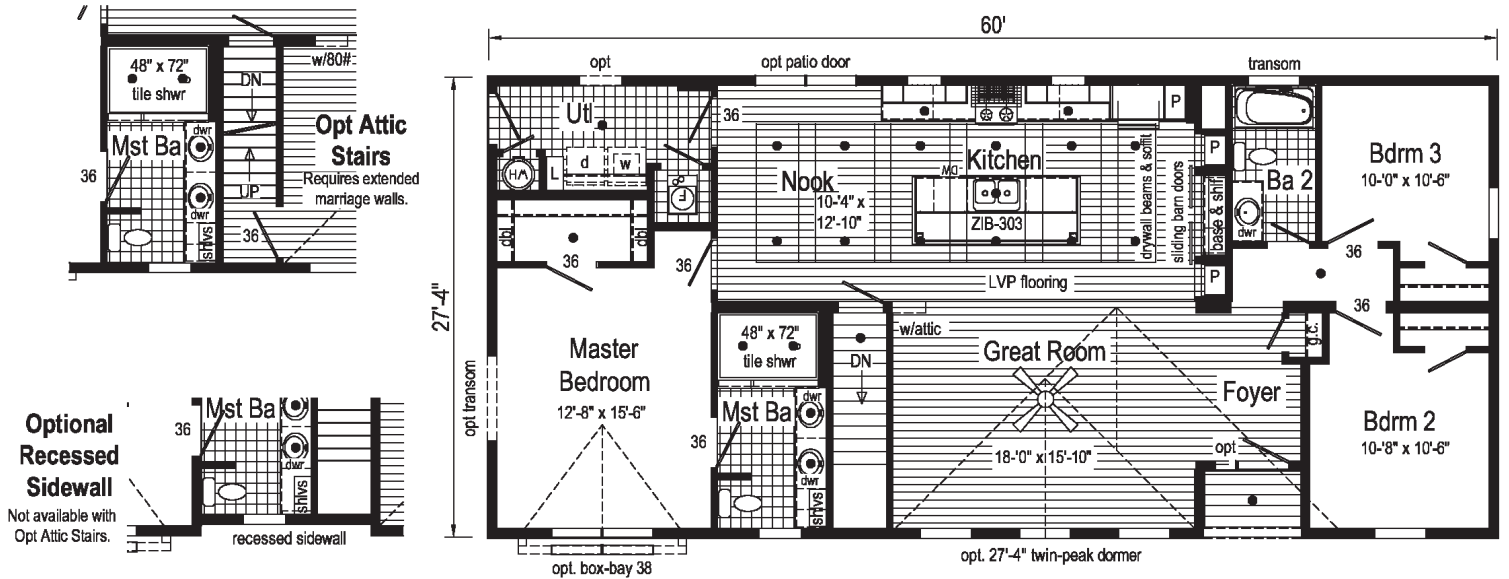 48" x 72"
tile shwr
DN
UP
w/80#
dwr
Mst Ba
dwr
shlvs
36
36
Opt Attic
Stairs
Requires extended
marriage walls.
Optional
Recessed
Sidewall
Not available with
Opt Attic Stairs.
Mst Ba
36
dwr
shlvs
recessed sidewall
60'
27'-4"
opt
opt patio door
transom
Utl
36
W/H
L
d
w
F
dbl
dbl
36
36
Nook
10-'4" x
12'-10"
Kitchen
DW
ZIB-303
LVP flooring
drywall beams & soffit
sliding barn doors
P
P
base & shlf
P
Ba 2
dwr
Bdrm 3
10-'0" x 10'-6"
36
36
Master
Bedroom
12'-8" x 15'-6"
opt transom
48" x 72"
tile shwr
Mst Ba
36
dwr
dwr
shlvs
DN
w/attic
Great Room
18-'0" x 15'-10"
Foyer
g.c.
opt
Bdrm 2
10-'8" x 10'-6"
opt. box-bay 38
opt. 27'-4" twin-peak dormer